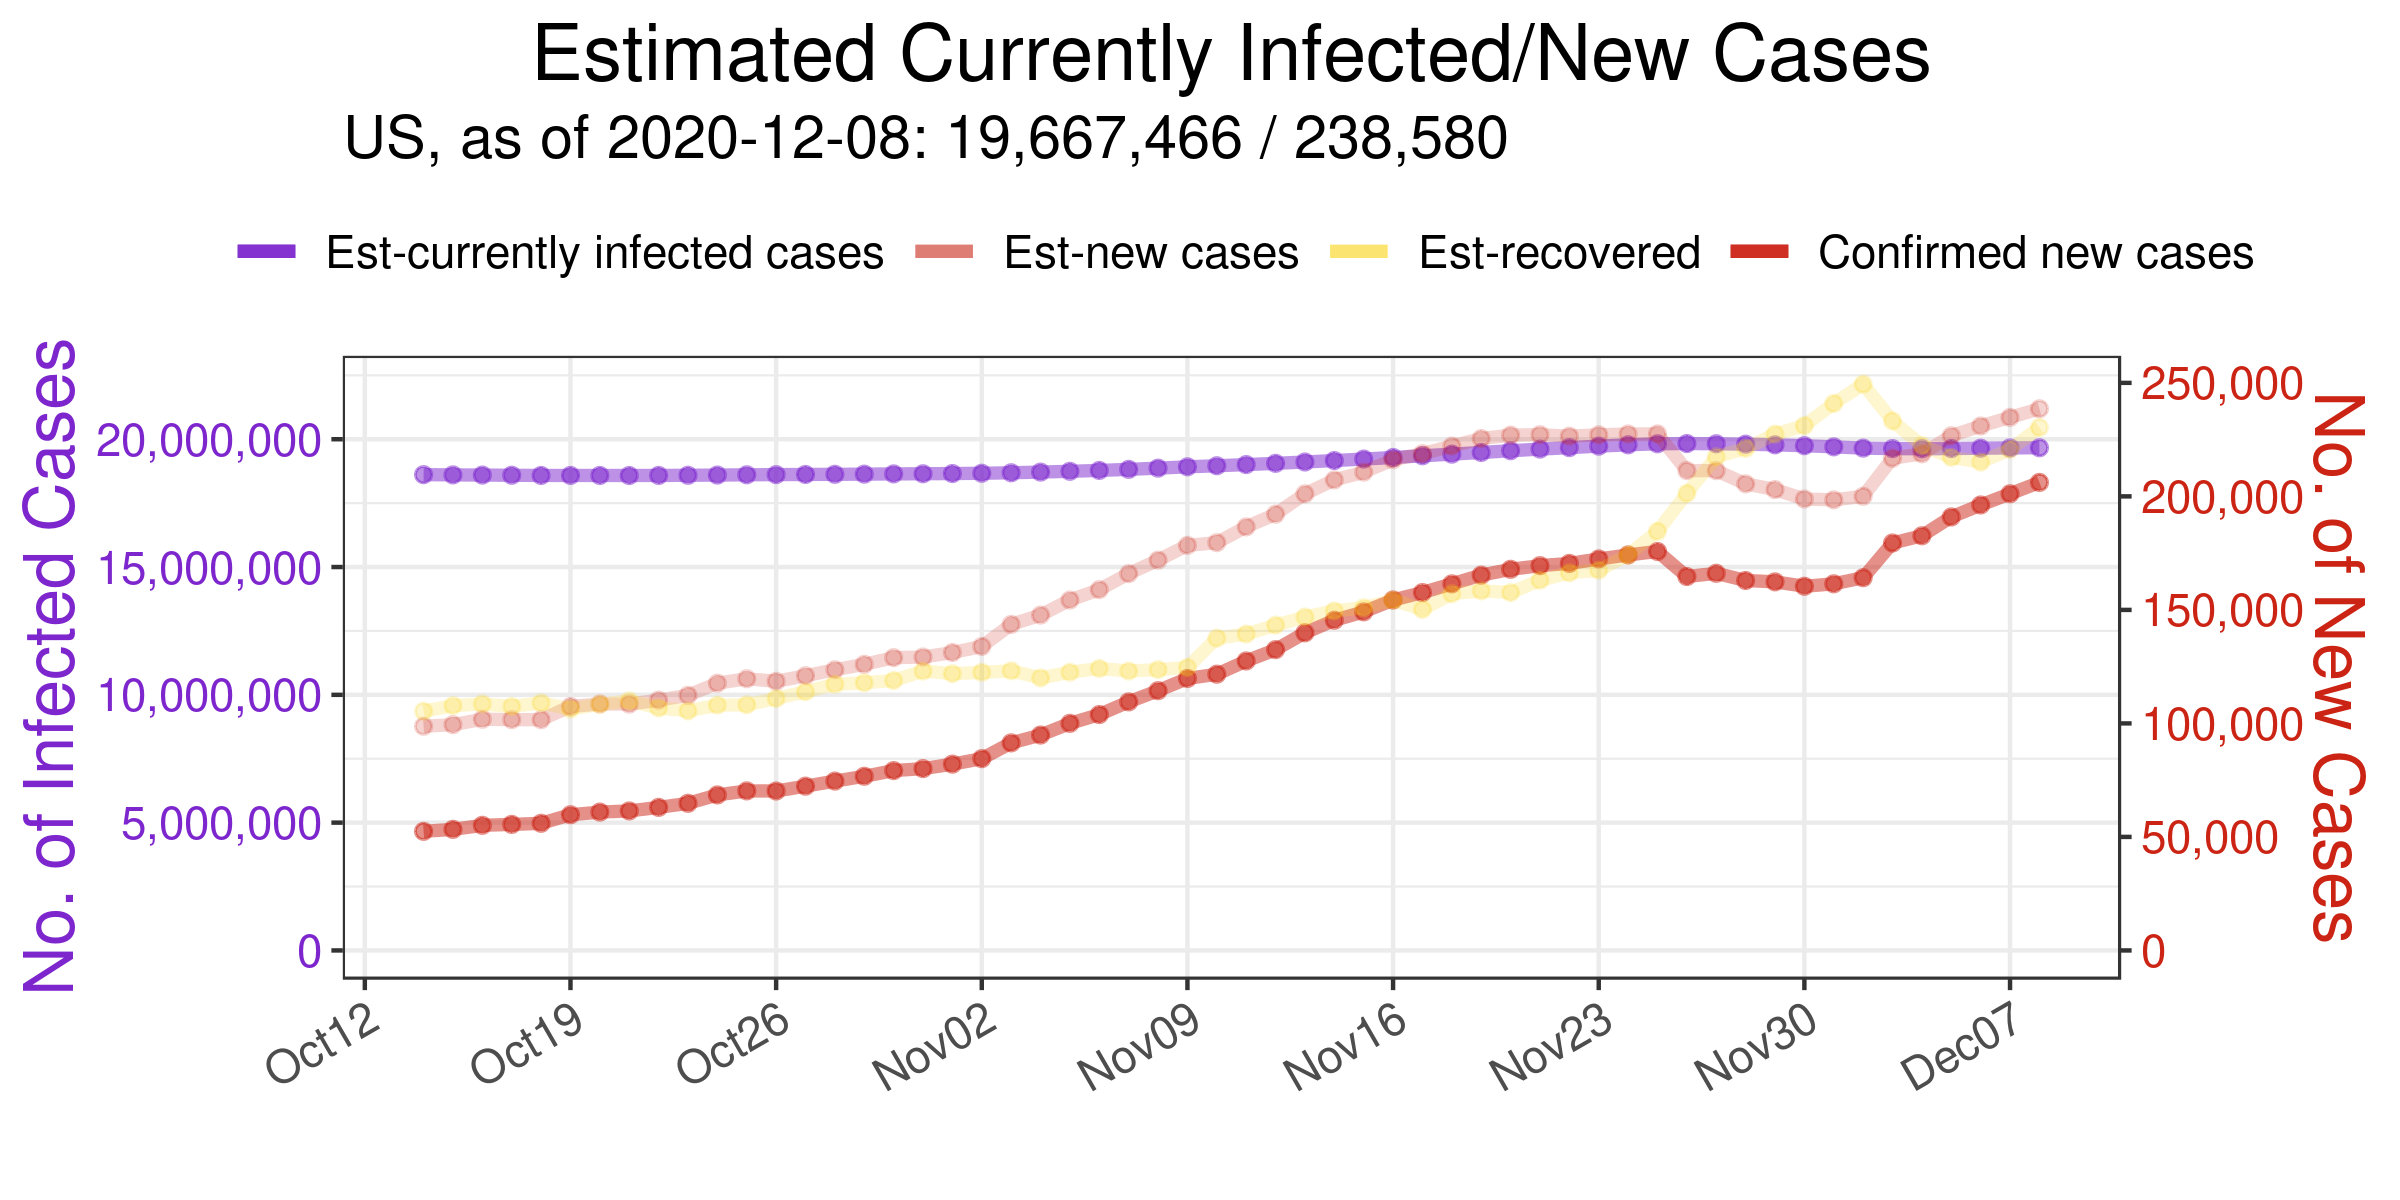 Estimated Currently Infected/New Cases
US, as of 2020-12-08: 19,667,466 / 238,580
Est-currently infected cases Est-new cases Est-recovered Confirmed new cases
No. of Infected Cases
20,000,000
15,000,000
10,000,000
5,000,000
0
250,000
200,000
150,000
100,000
50,000
0
No. of New Cases
Oct12 Oct19 Oct26 Nov02 Nov09 Nov16 Nov23 Nov30 Dec07